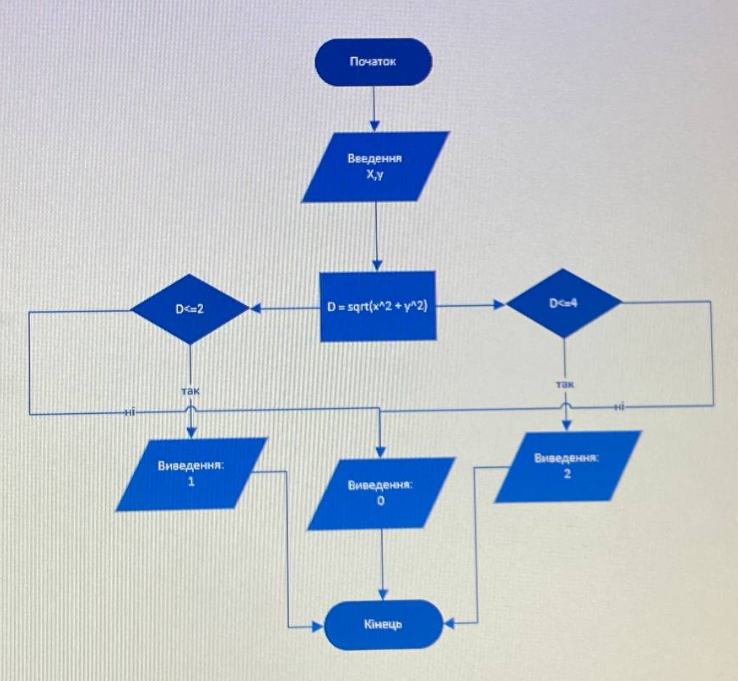 Початок
Введення
X,y
D<=2
D = sqrt(x^2 + y^2)
D<=4
так
так
ні
ні
Виведення:
1
Виведення:
0
Виведення:
2
Кінець